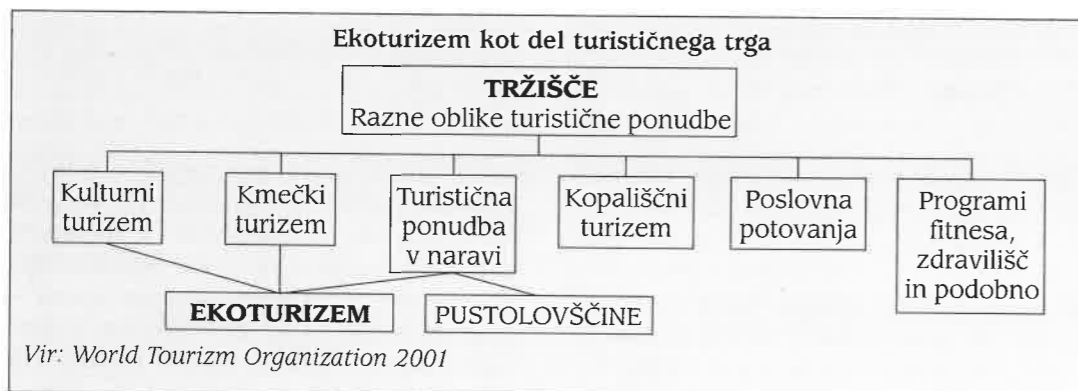 Ekoturizem kot del turističnega trga
TRŽIŠČE
Razne oblike turistične ponudbe
Kulturni
turizem
Kmečki
turizem
Turistična
ponudba
v naravi
Kopališčni
turizem
Poslovna
potovanja
Programi
fitnesa,
zdravilišč
in podobno
EKOTURIZEM
PUSTOLOVŠČINE
Vir: World Tourizm Organization 2001